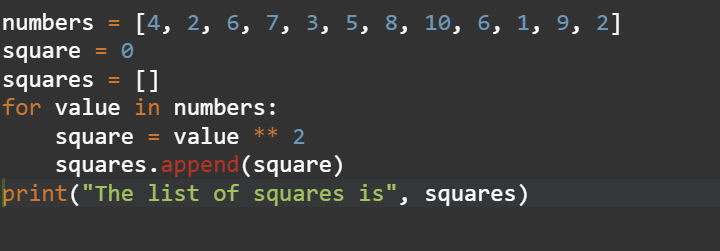 numbers = [4, 2, 6, 7, 3, 5, 8, 10, 6, 1, 9, 2]
square = 0
squares = []
for value in numbers:
    square = value ** 2
    squares.append(square)
print("The list of squares is", squares)